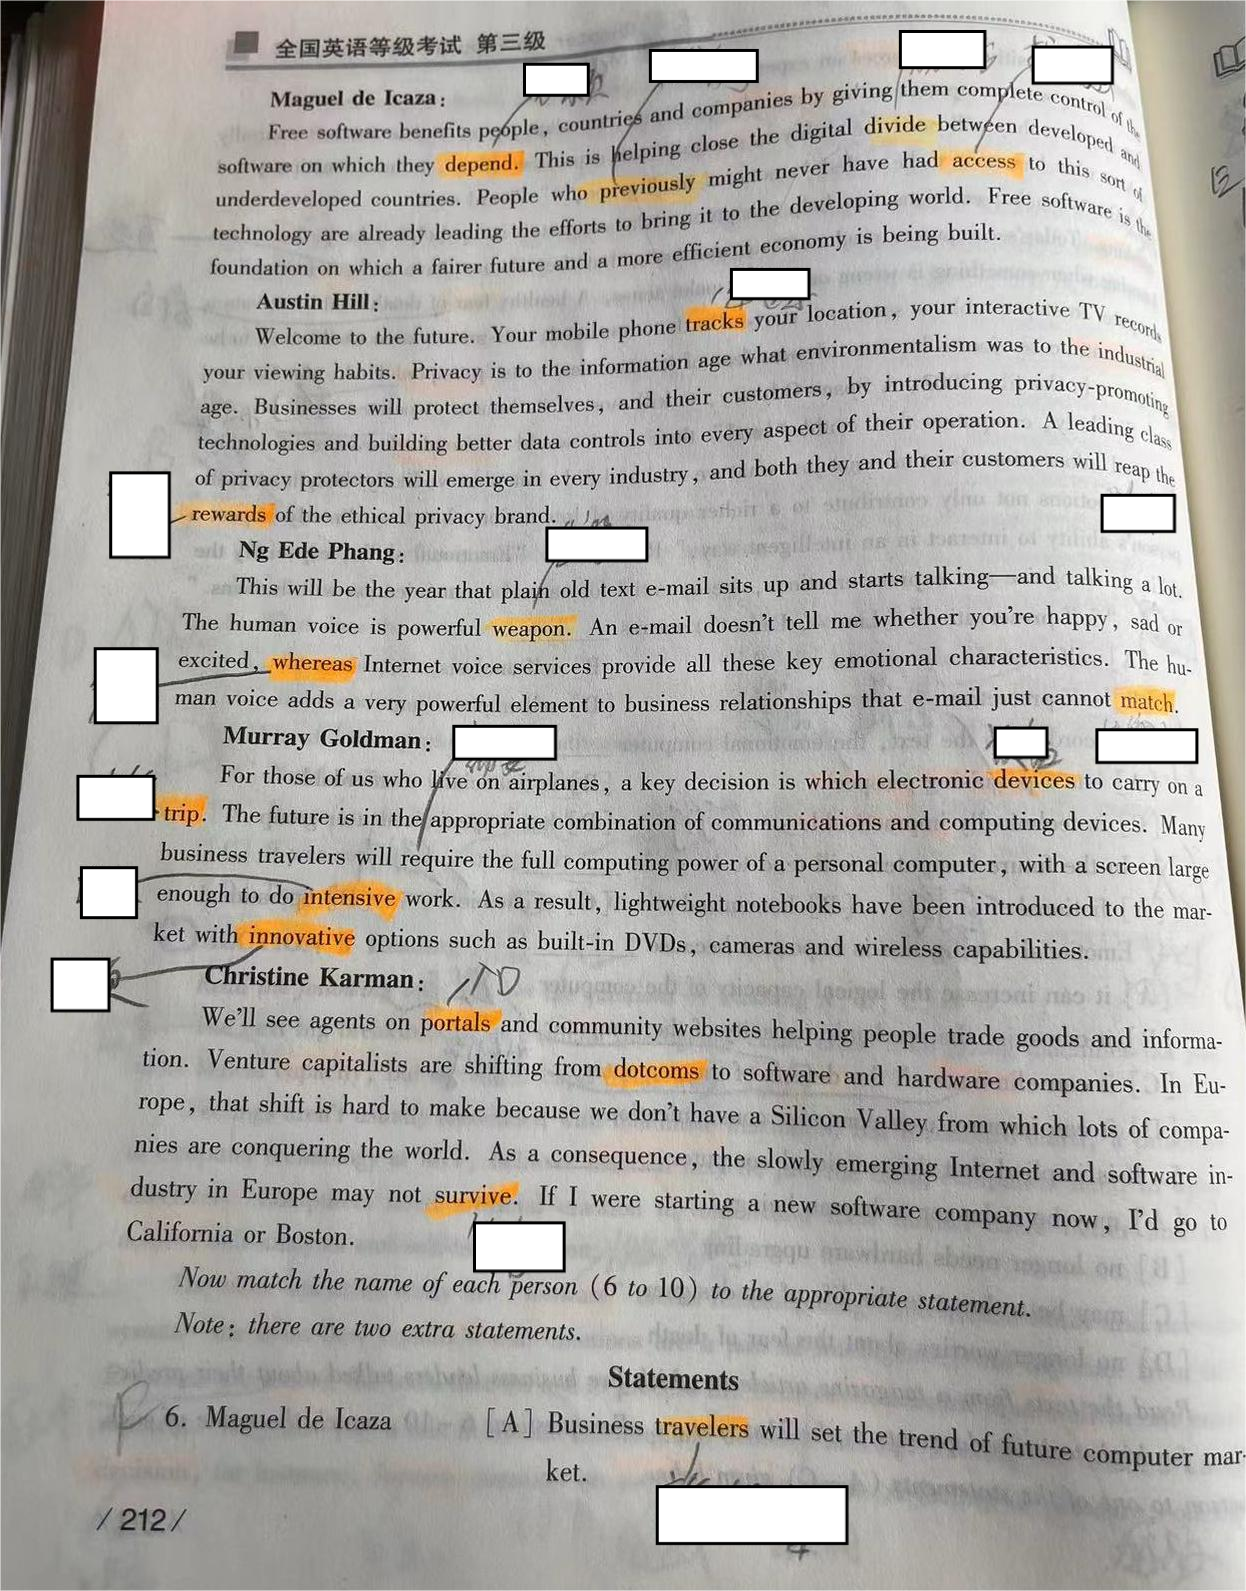 全国英语等级考试 第三级
Maguel de Icaza:
Free software benefits people, countries and companies by giving them complete control of the
software on which they depend. This is helping close the digital divide between developed and
underdeveloped countries. People who previously might never have had access to this sort of
technology are already leading the efforts to bring it to the developing world. Free software is the
foundation on which a fairer future and a more efficient economy is being built.
Austin Hill:
Welcome to the future. Your mobile phone tracks your location, your interactive TV records
your viewing habits. Privacy is to the information age what environmentalism was to the industrial
age. Businesses will protect themselves, and their customers, by introducing privacy-promoting
technologies and building better data controls into every aspect of their operation. A leading class
of privacy protectors will emerge in every industry, and both they and their customers will reap the
rewards of the ethical privacy brand.
Ng Ede Phang:
This will be the year that plain old text e-mail sits up and starts talking—and talking a lot.
The human voice is powerful weapon. An e-mail doesn't tell me whether you're happy, sad or
excited, whereas Internet voice services provide all these key emotional characteristics. The hu-
man voice adds a very powerful element to business relationships that e-mail just cannot match.
Murray Goldman:
For those of us who live on airplanes, a key decision is which electronic devices to carry on a
trip. The future is in the appropriate combination of communications and computing devices. Many
business travelers will require the full computing power of a personal computer, with a screen large
enough to do intensive work. As a result, lightweight notebooks have been introduced to the mar-
ket with innovative options such as built-in DVDs, cameras and wireless capabilities.
Christine Karman:
We'll see agents on portals and community websites helping people trade goods and informa-
tion. Venture capitalists are shifting from dotcoms to software and hardware companies. In Eu-
rope, that shift is hard to make because we don't have a Silicon Valley from which lots of compa-
nies are conquering the world. As a consequence, the slowly emerging Internet and software in-
dustry in Europe may not survive. If I were starting a new software company now, I'd go to
California or Boston.
Now match the name of each person (6 to 10) to the appropriate statement.
Note: there are two extra statements.
Statements
6. Maguel de Icaza [A] Business travelers will set the trend of future computer mar-
ket.
/ 212 /